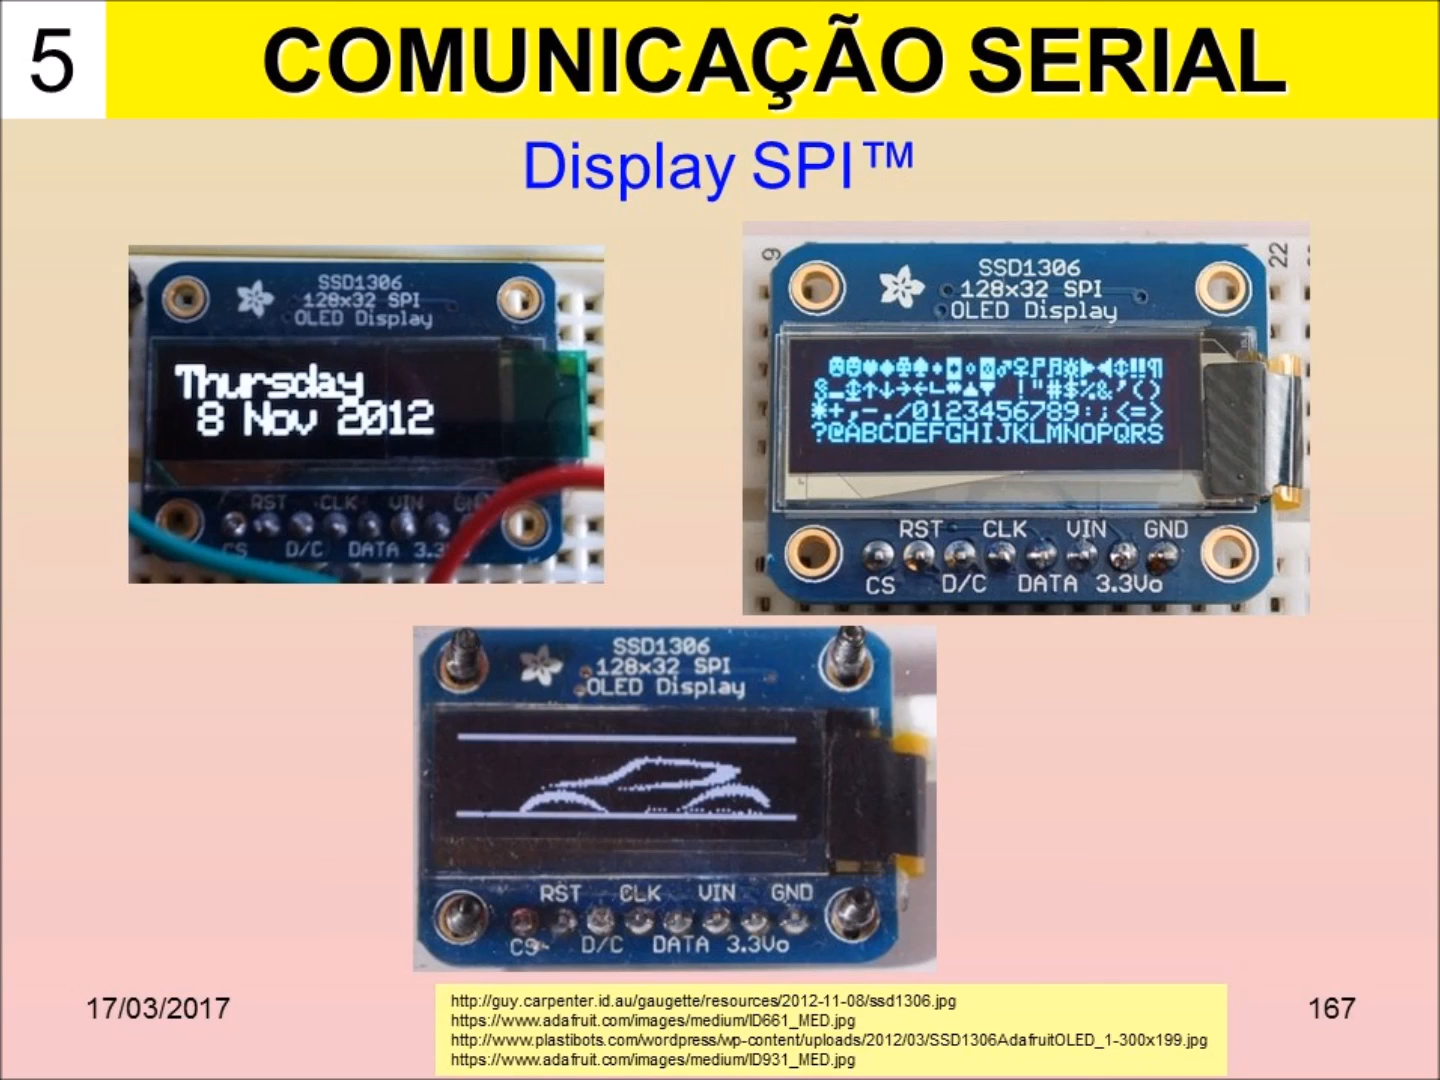 5
COMUNICAÇÃO SERIAL
Display SPI™
SSD1306
128x32 SPI
OLED Display
Thursday
8 Nov 2012
RST CLK VIN
CS D/C DATA 3.3
9
22
SSD1306
128x32 SPI
OLED Display
!"#$%&'()
*+,-./0123456789:;<=>
?@ABCDEFGHIJKLMNOPQRS
RST CLK VIN GND
CS D/C DATA 3.3Vo
SSD1306
128x32 SPI
OLED Display
RST CLK VIN GND
CS D/C DATA 3.3Vo
17/03/2017
http://guy.carpenter.id.au/gaugette/resources/2012-11-08/ssd1306.jpg
https://www.adafruit.com/images/medium/ID661_MED.jpg
http://www.plastibots.com/wordpress/wp-content/uploads/2012/03/SSD1306AdafruitOLED_1-300x199.jpg
https://www.adafruit.com/images/medium/ID931_MED.jpg
167